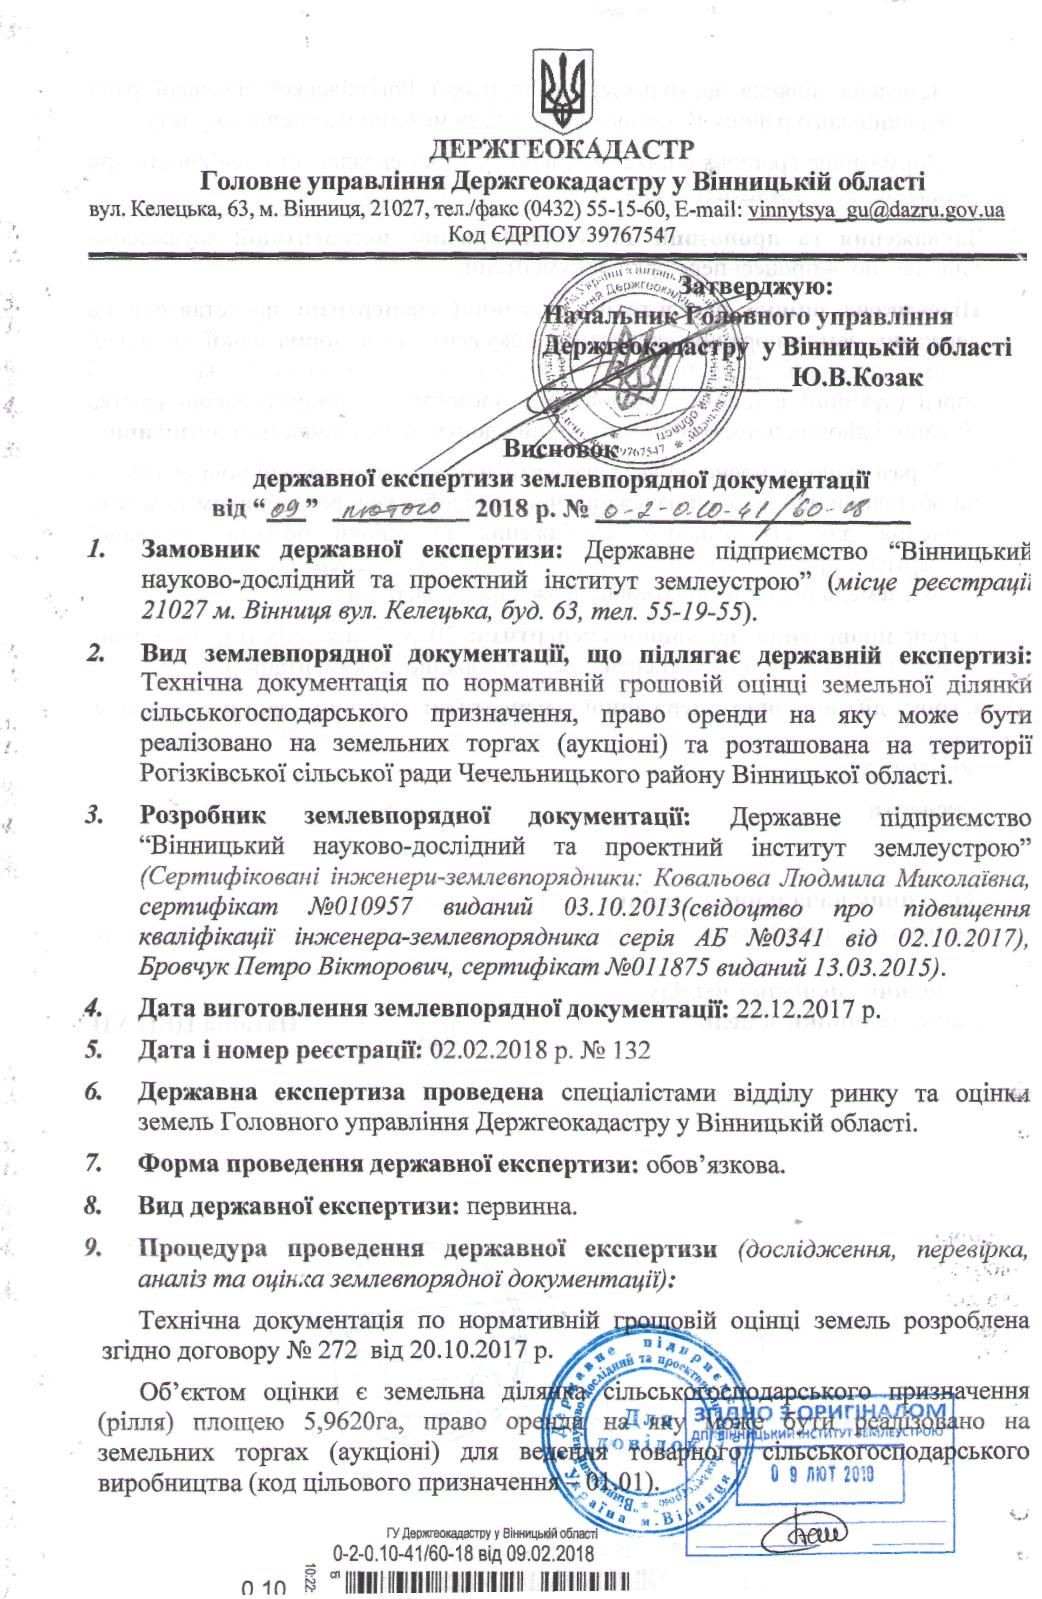 ДЕРЖГЕОКАДАСТР
Головне управління Держгеокадастру у Вінницькій області
вул. Келецька, 63, м. Вінниця, 21027, тел./факс (0432) 55-15-60, E-mail: vinnytsya_gu@dazru.gov.ua
Код ЄДРПОУ 39767547
Затверджую:
Начальник Головного управління
Держгеокадастру у Вінницькій області
Ю.В.Козак
Висновок
державної експертизи землевпорядної документації
від “09” лютого 2018 р. № 0-2-0.10-41/60-18
1. Замовник державної експертизи: Державне підприємство “Вінницький
науково-дослідний та проектний інститут землеустрою” (місце реєстрації
21027 м. Вінниця вул. Келецька, буд. 63, тел. 55-19-55).
2. Вид землевпорядної документації, що підлягає державній експертизі:
Технічна документація по нормативній грошовій оцінці земельної ділянки
сільськогосподарського призначення, право оренди на яку може бути
реалізовано на земельних торгах (аукціоні) та розташована на території
Рогізківської сільської ради Чечельницького району Вінницької області.
3. Розробник землевпорядної документації: Державне підприємство
“Вінницький науково-дослідний та проектний інститут землеустрою”
(Сертифіковані інженери-землевпорядники: Ковальова Людмила Миколаївна,
сертифікат №010957 виданий 03.10.2013(свідоцтво про підвищення
кваліфікації інженера-землевпорядника серія АБ №0341 від 02.10.2017),
Бровчук Петро Вікторович, сертифікат №011875 виданий 13.03.2015).
4. Дата виготовлення землевпорядної документації: 22.12.2017 р.
5. Дата і номер реєстрації: 02.02.2018 р. № 132
6. Державна експертиза проведена спеціалістами відділу ринку та оцінки
земель Головного управління Держгеокадастру у Вінницькій області.
7. Форма проведення державної експертизи: обов’язкова.
8. Вид державної експертизи: первинна.
9. Процедура проведення державної експертизи (дослідження, перевірка,
аналіз та оцінка землевпорядної документації):
Технічна документація по нормативній грошовій оцінці земель розроблена
згідно договору № 272 від 20.10.2017 р.
Об’єктом оцінки є земельна ділянка сільськогосподарського призначення
(рілля) площею 5,9620га, право оренди на яку може бути реалізовано на
земельних торгах (аукціоні) для ведення товарного сільськогосподарського
виробництва (код цільового призначення – 01.01).
Для
довідок
ЗГІДНО З ОРИГІНАЛОМ
ДП "ВІННИЦЬКИЙ ІНСТИТУТ ЗЕМЛЕУСТРОЮ"
0 9 ЛЮТ 2018
ГУ Держгеокадастру у Вінницькій області
0-2-0.10-41/60-18 від 09.02.2018
0.10
10:22